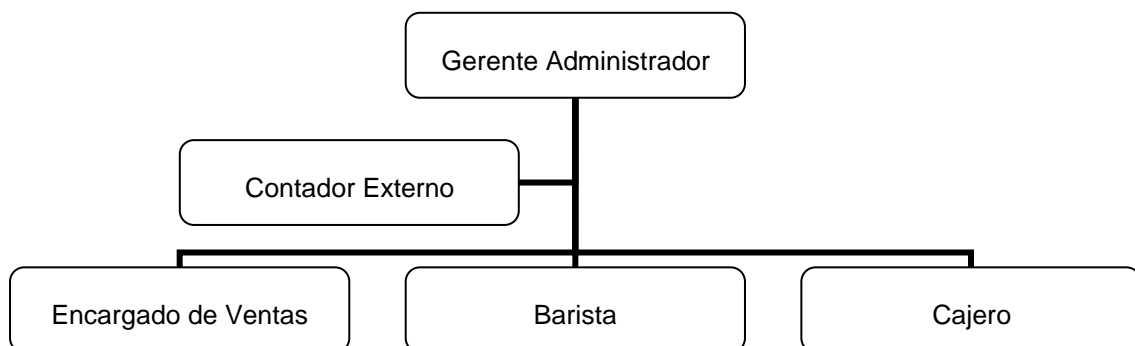 Gerente Administrador
Contador Externo
Encargado de Ventas
Barista
Cajero